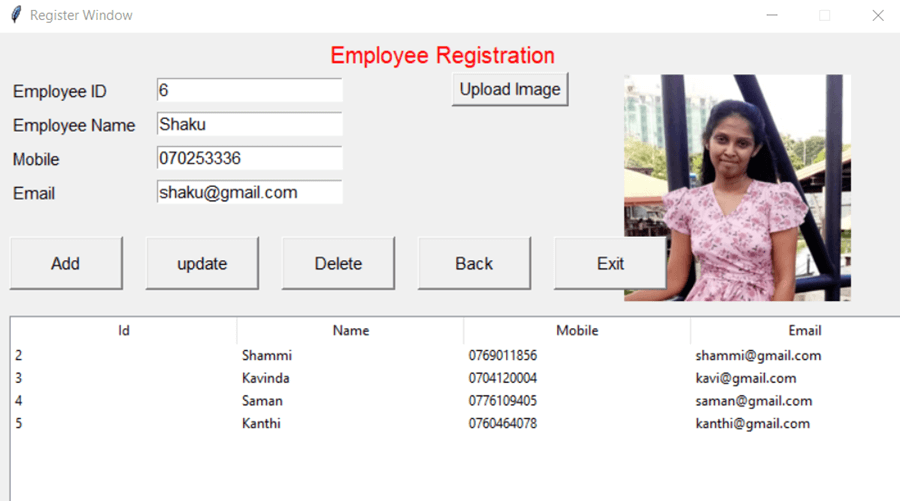 Register Window
Employee Registration
Employee ID 6 Upload Image
Employee Name Shaku
Mobile 070253336
Email shaku@gmail.com
Add update Delete Back Exit
Id Name Mobile Email
2 Shammi 0769011856 shammi@gmail.com
3 Kavinda 0704120004 kavi@gmail.com
4 Saman 0776109405 saman@gmail.com
5 Kanthi 0760464078 kanthi@gmail.com